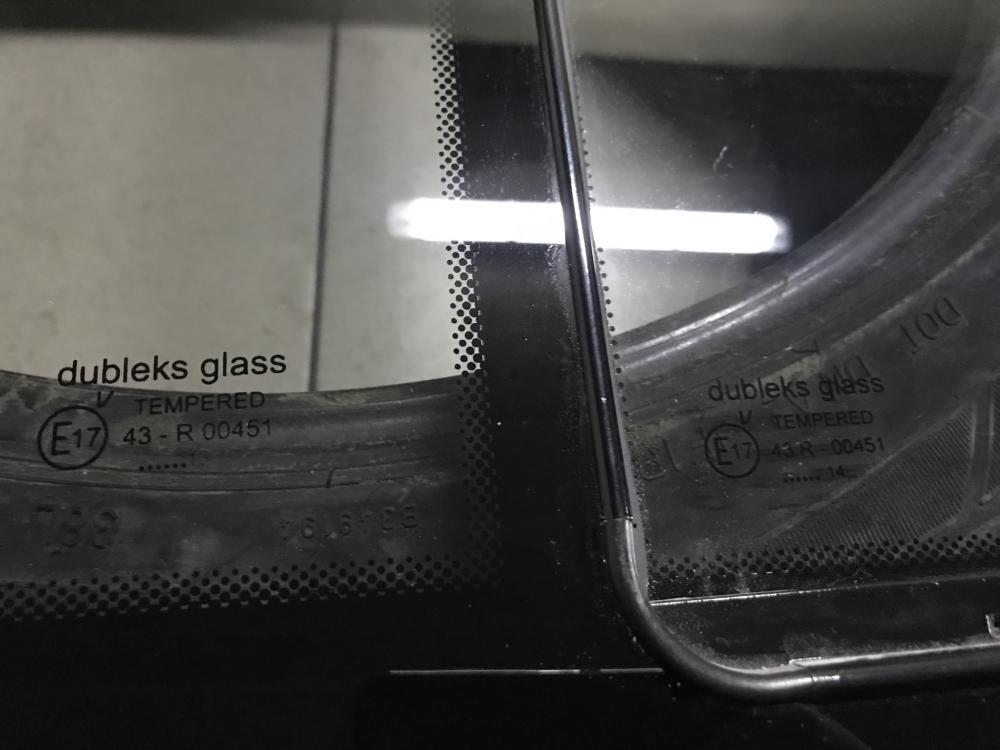 dubleks glass
V TEMPERED
E17 43 - R 00451
dubleks glass
V TEMPERED
E17 43 R - 00451
......14
DOT